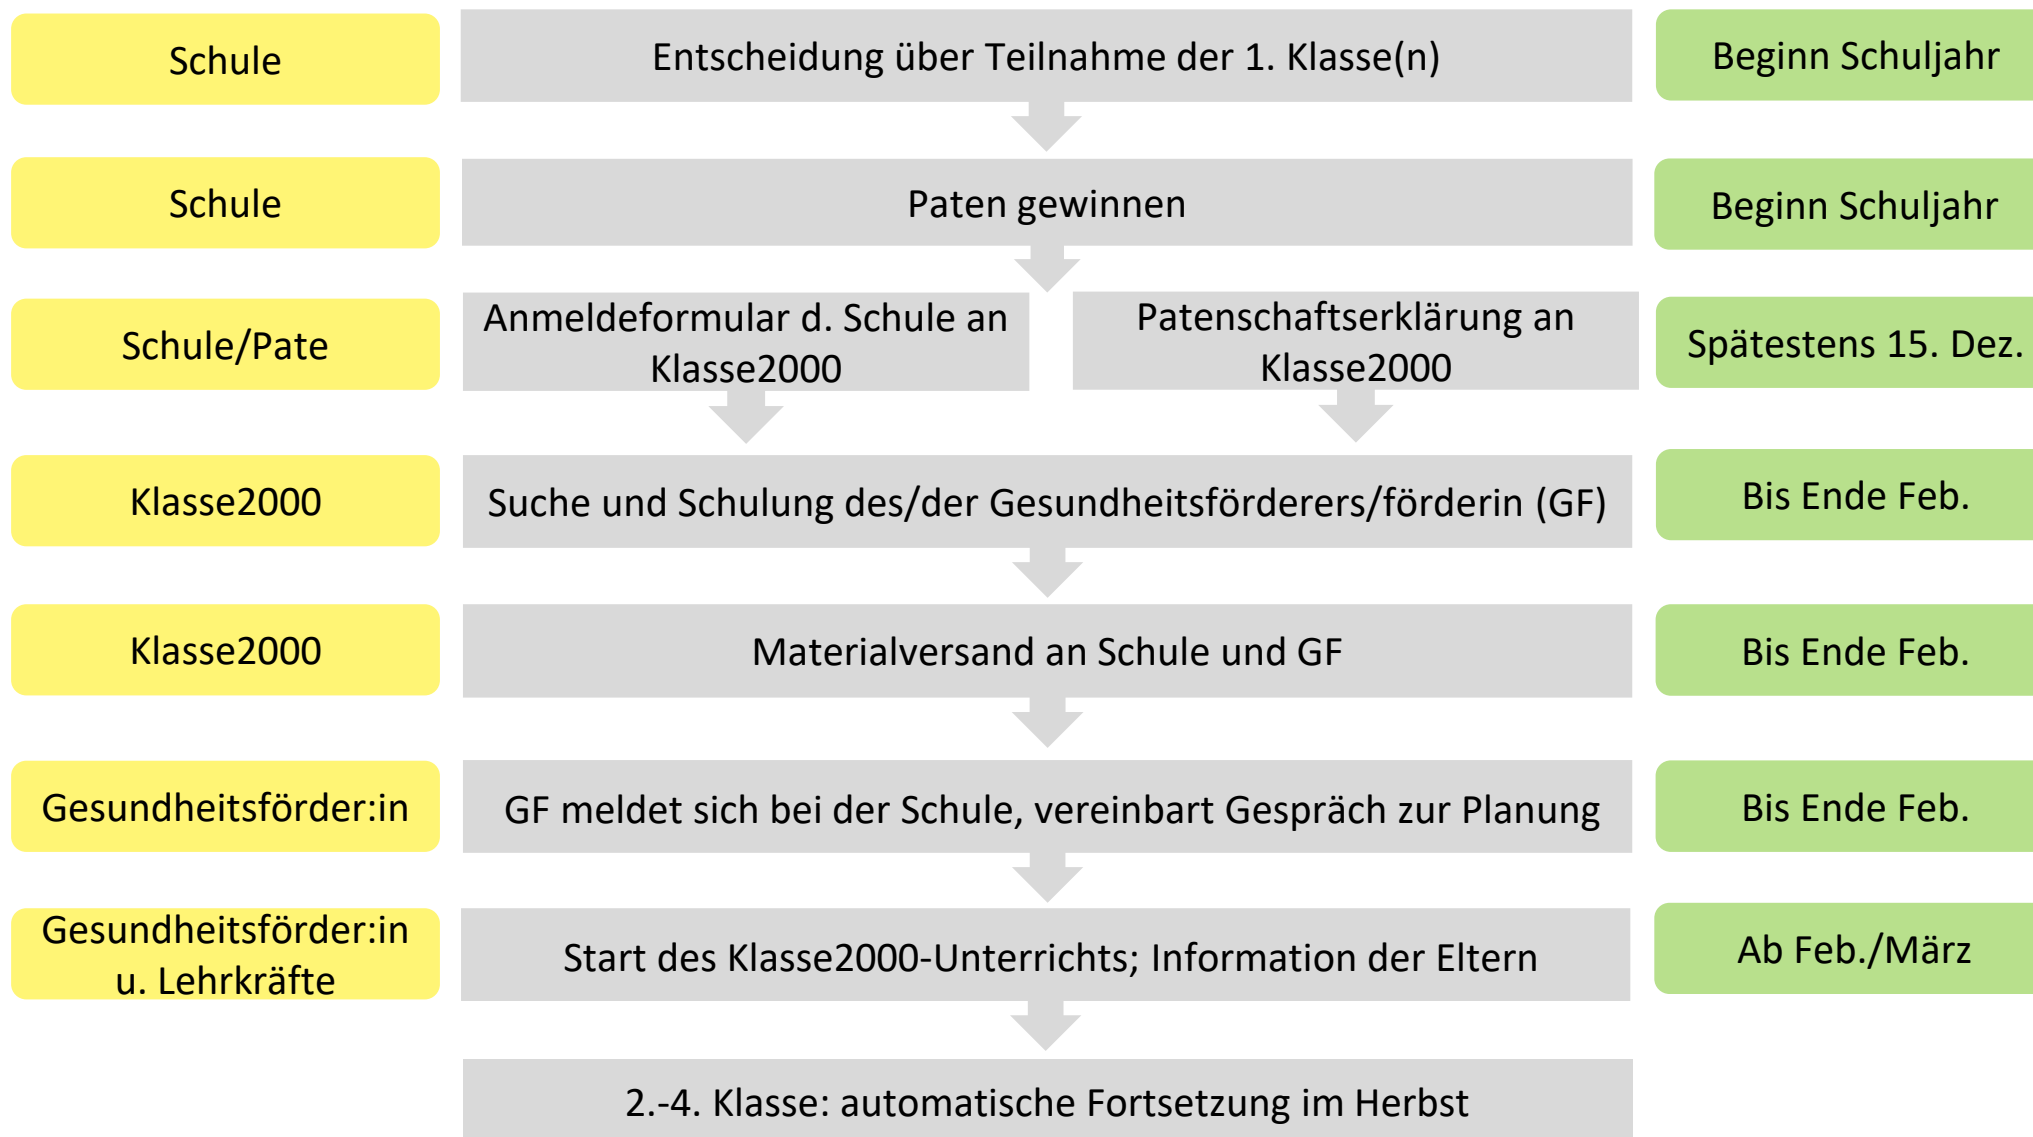 Schule
Entscheidung über Teilnahme der 1. Klasse(n)
Beginn Schuljahr
Schule
Paten gewinnen
Beginn Schuljahr
Schule/Pate
Anmeldeformular d. Schule an
Klasse2000
Patenschaftserklärung an
Klasse2000
Spätestens 15. Dez.
Klasse2000
Suche und Schulung des/der Gesundheitsförderers/förderin (GF)
Bis Ende Feb.
Klasse2000
Materialversand an Schule und GF
Bis Ende Feb.
Gesundheitsförder:in
GF meldet sich bei der Schule, vereinbart Gespräch zur Planung
Bis Ende Feb.
Gesundheitsförder:in
u. Lehrkräfte
Start des Klasse2000-Unterrichts; Information der Eltern
Ab Feb./März
2.-4. Klasse: automatische Fortsetzung im Herbst